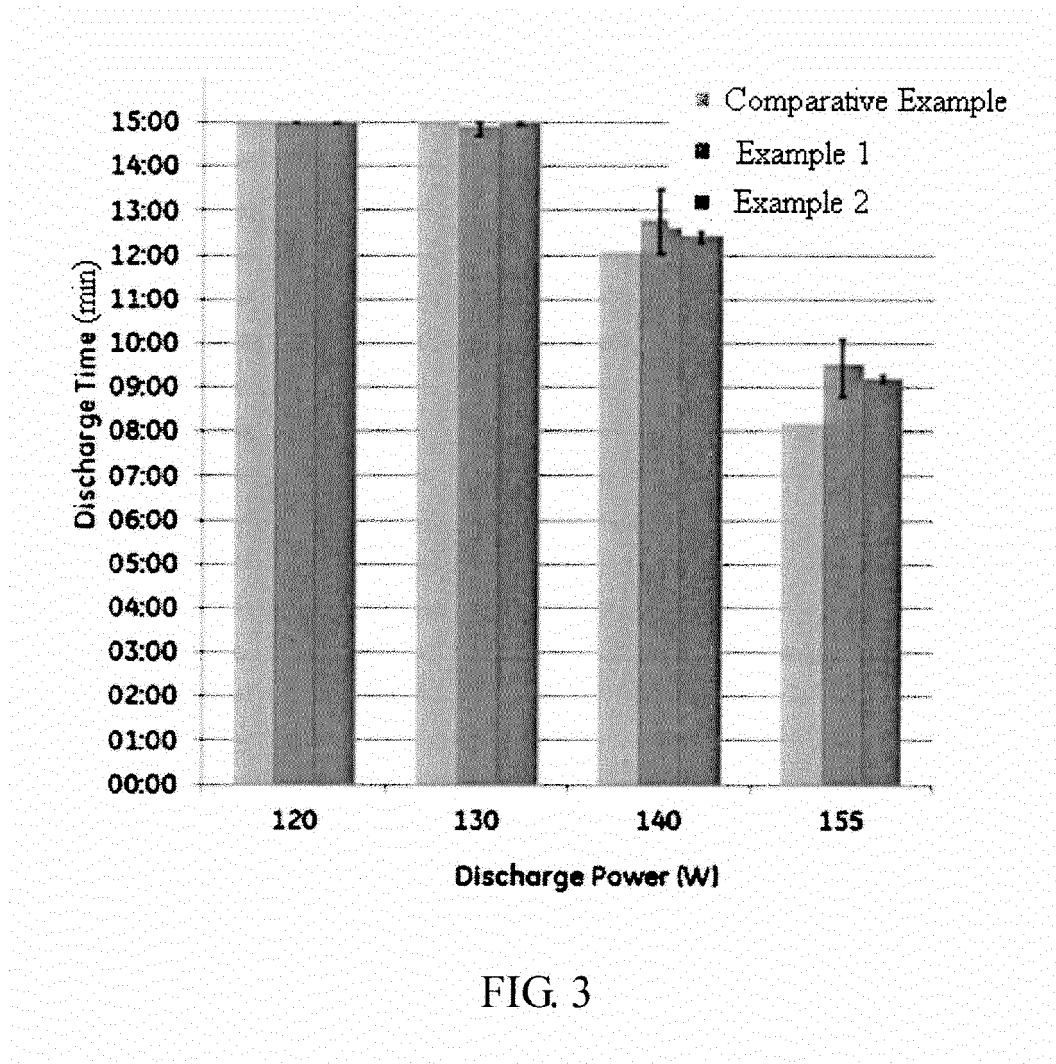 Comparative Example
Example 1
Example 2
Discharge Time (min)
15:00
14:00
13:00
12:00
11:00
10:00
09:00
08:00
07:00
06:00
05:00
04:00
03:00
02:00
01:00
00:00
120 130 140 155
Discharge Power (W)
FIG. 3